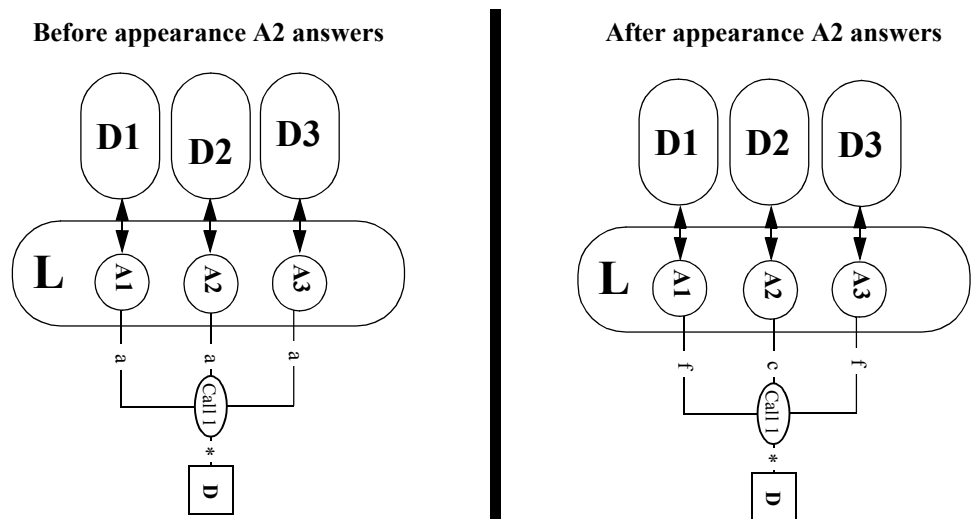 Before appearance A2 answers
D1 D2 D3
L A1 A2 A3
a a a
Call 1
*
D
After appearance A2 answers
D1 D2 D3
L A1 A2 A3
f c f
Call 1
*
D